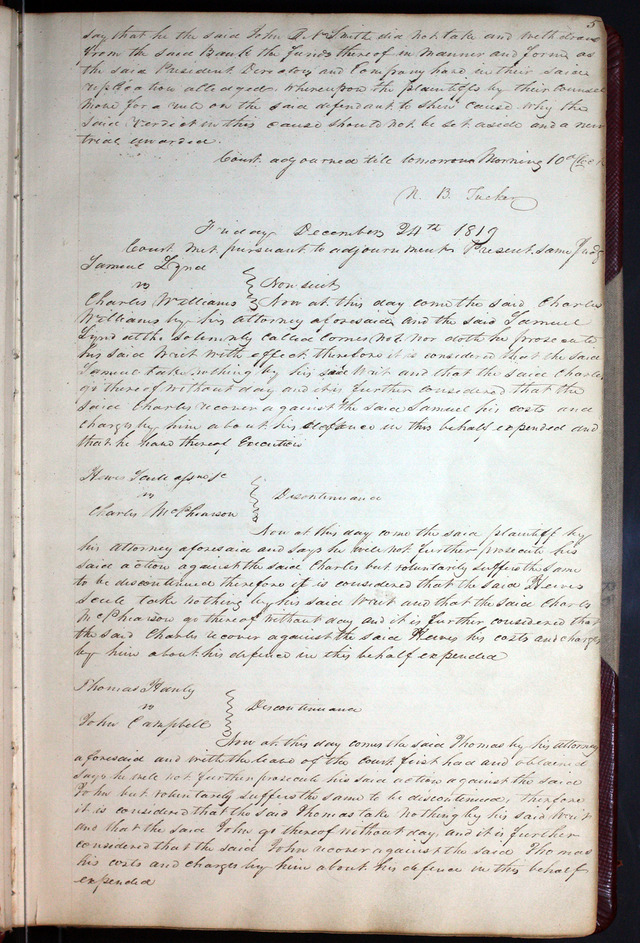 5
say that he the said John T. Smith did not take and withdraw
from the said Bank the funds thereof in manner and form as
the said President Directors and Company have in their said
replication alledged. Whereupon the plaintiffs by their counsel
move for a rule on the said defendant to shew cause why the
said verdict in this cause should not be set aside and a new
trial awarded.
Court adjourned till tomorrow Morning 10 oClock
N. B. Tucker
Friday December 24th 1819
Court met pursuant to adjournment Present same Judge
Samuel Lynd
vs
Non suit
Charles Williams
Now at this day come the said Charles
Williams by his attorney aforesaid and the said Samuel
Lynd altho solemnly called comes not nor doth he prosecute
his said Writ with effect therefore it is considered that the said
Samuel take nothing by his said Writ and that the said Charles
go thereof without day and it is further considered that the
said Charles recover against the said Samuel his costs and
charges by him about his defence in this behalf expended and
that he have thereof Execution
Soule assnee
vs
Discontinuance
Charles McPhearson
Now at this day come the said plaintiff by
his attorney aforesaid and says he will not further prosecute his
said action against the said Charles but voluntarily suffers the same
to be discontinued therefore it is considered that the said
Soule take nothing by his said Writ and that the said Charles
McPhearson go thereof without day and it is further considered that
the said Charles recover against the said his costs and charges
by him about his defence in this behalf expended
Thomas Hanly
vs
Discontinuance
John Campbell
Now at this day comes the said Thomas by his attorney
aforesaid and with the leave of the court first had and obtained
says he will not further prosecute his said action against the said
John but voluntarily suffers the same to be discontinued, therefore
it is considered that the said Thomas take nothing by his said Writ
and that the said John go thereof without day, and it is further
considered that the said John recover against the said Thomas
his costs and charges by him about his defence in this behalf
expended